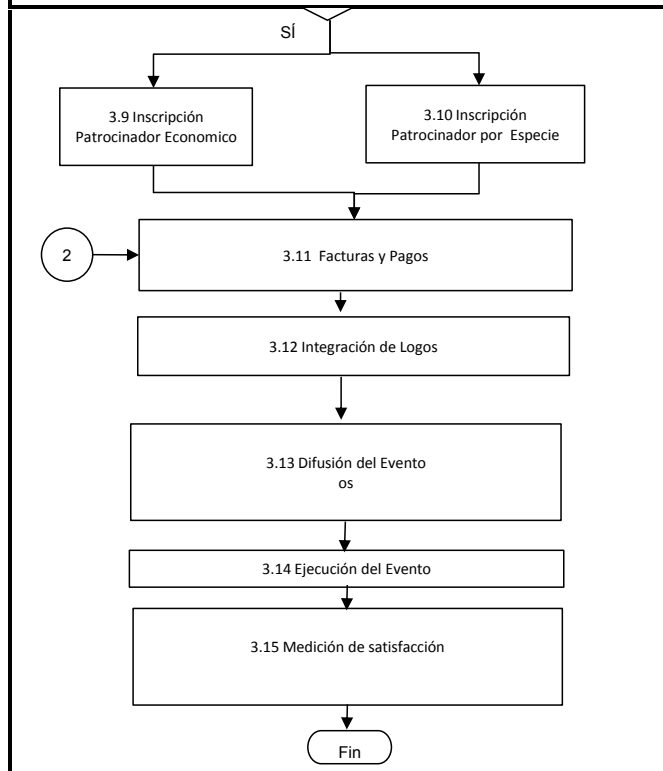 SÍ
3.9 Inscripción
Patrocinador Economico
3.10 Inscripción
Patrocinador por Especie
2
3.11 Facturas y Pagos
3.12 Integración de Logos
3.13 Difusión del Evento
os
3.14 Ejecución del Evento
3.15 Medición de satisfacción
Fin